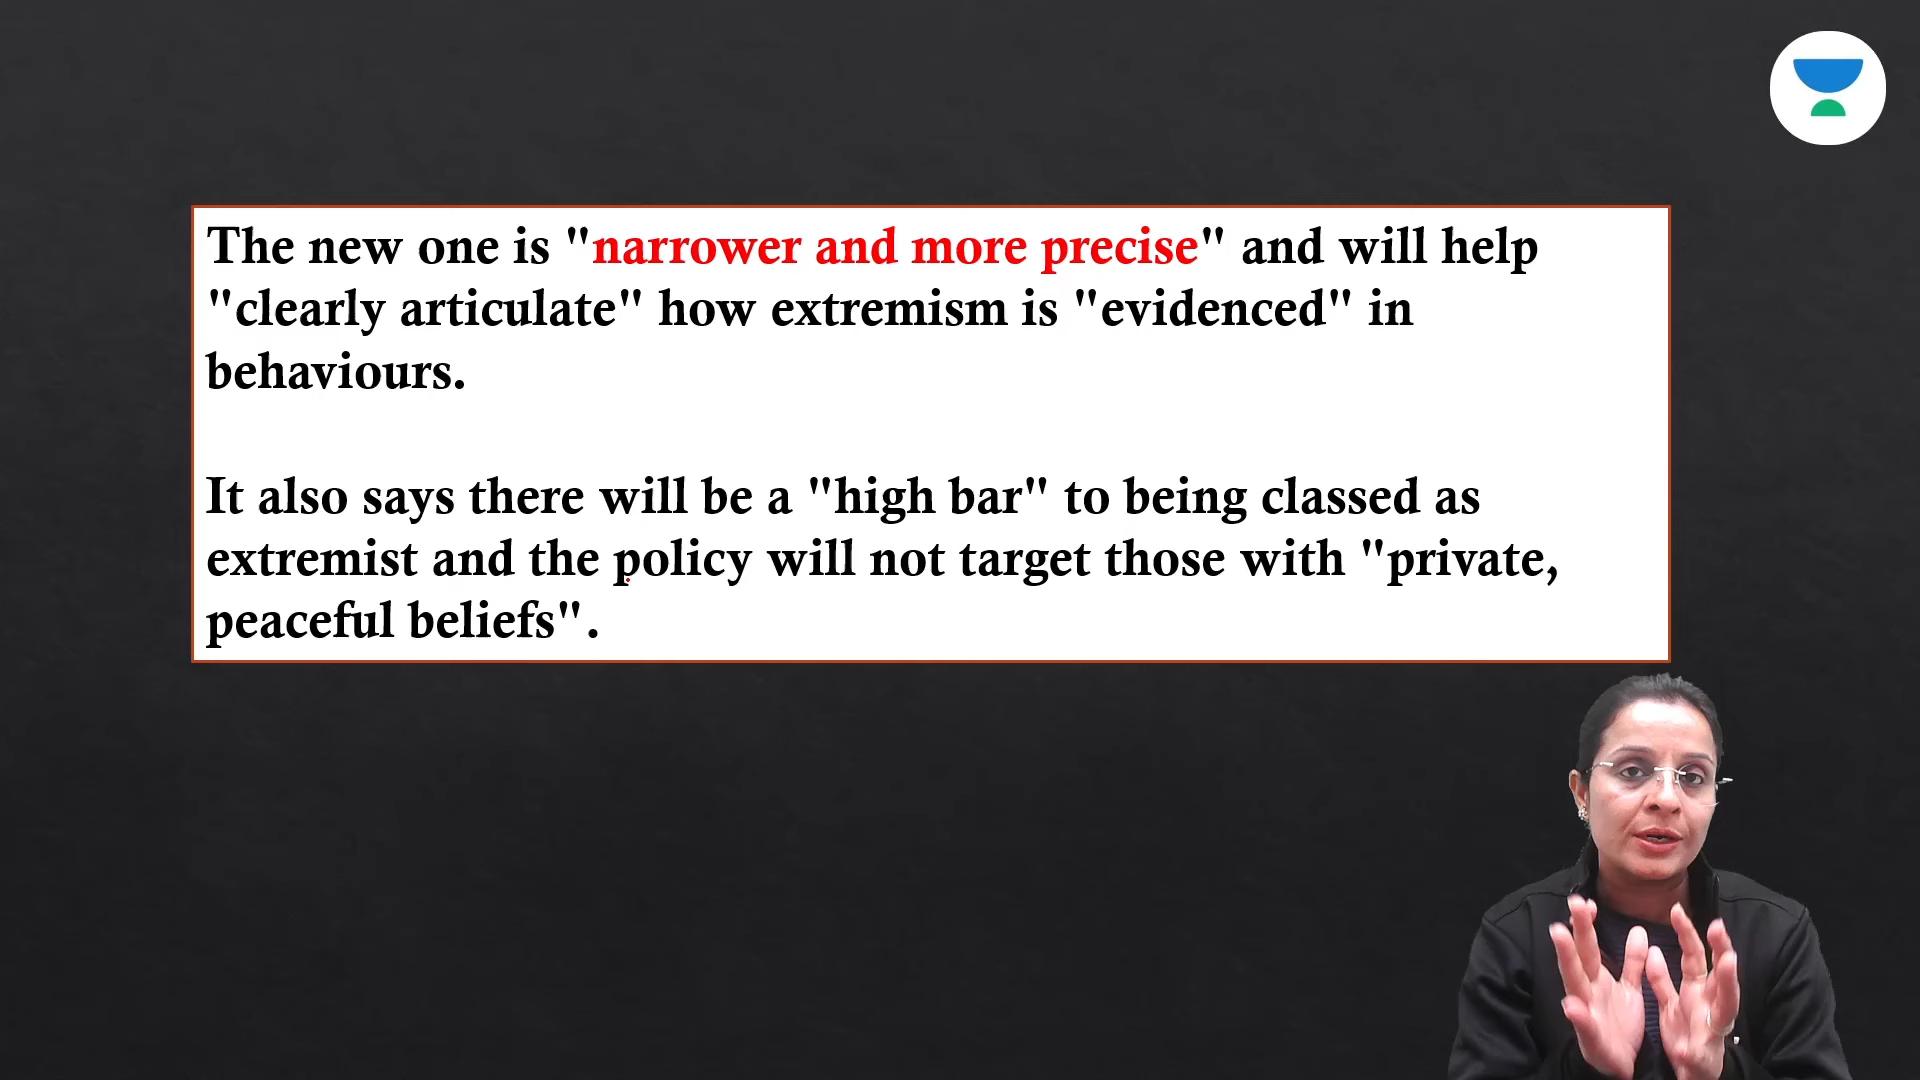 The new one is "narrower and more precise" and will help
"clearly articulate" how extremism is "evidenced" in
behaviours.
It also says there will be a "high bar" to being classed as
extremist and the policy will not target those with "private,
peaceful beliefs".